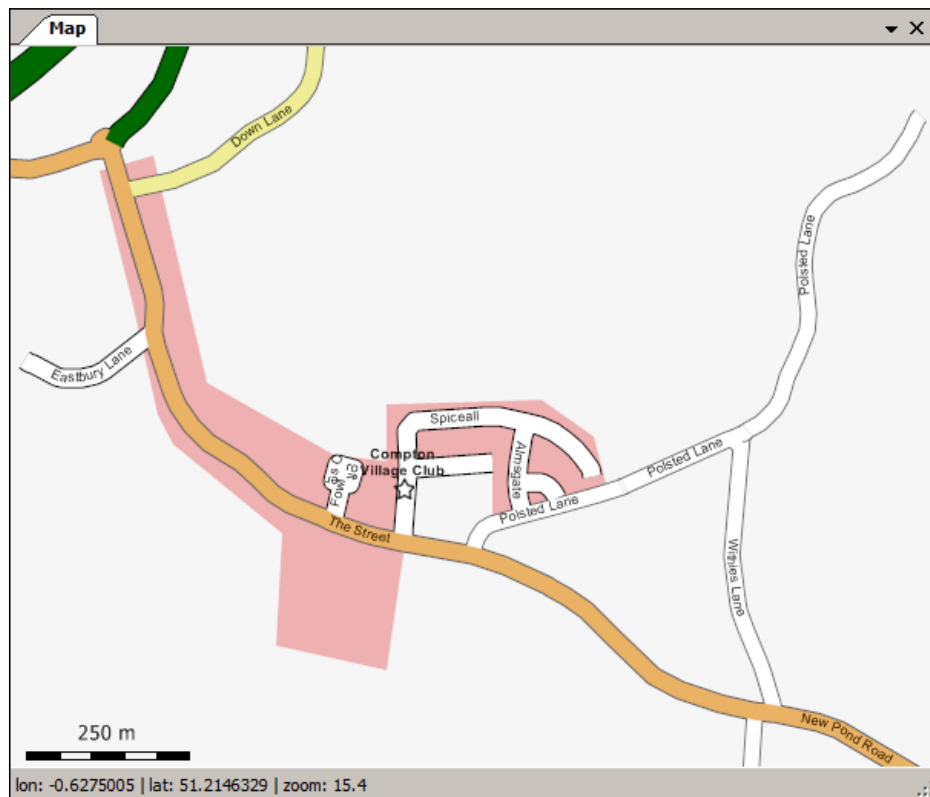 Map
Down Lane
Polsted Lane
Eastbury Lane
Spiceall
Compton
Village Club
Almsgate
Polsted Lane
Polsted Lane
The Street
Withies Lane
New Pond Road
250 m
lon: -0.6275005 | lat: 51.2146329 | zoom: 15.4